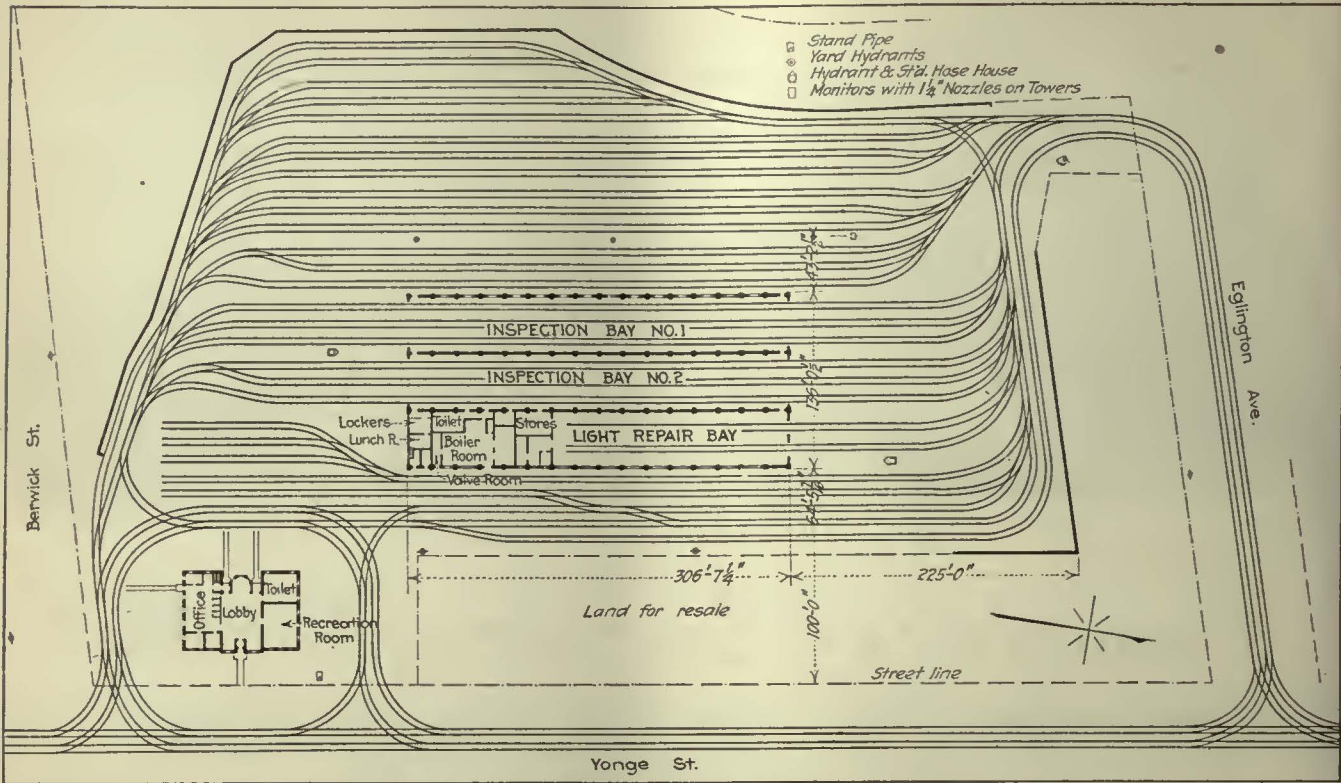 Stand Pipe
Yard Hydrants
Hydrant & St'd. Hose House
Monitors with 1¼" Nozzles on Towers
INSPECTION BAY NO.1
INSPECTION BAY NO.2
LIGHT REPAIR BAY
Lockers
Lunch R.
Toilet
Boiler
Room
Stores
Valve Room
Berwick St.
Eglington Ave.
Office
Lobby
Toilet
Recreation
Room
306'-7¼"
225'-0"
100'-0"
Land for resale
Street line
Yonge St.